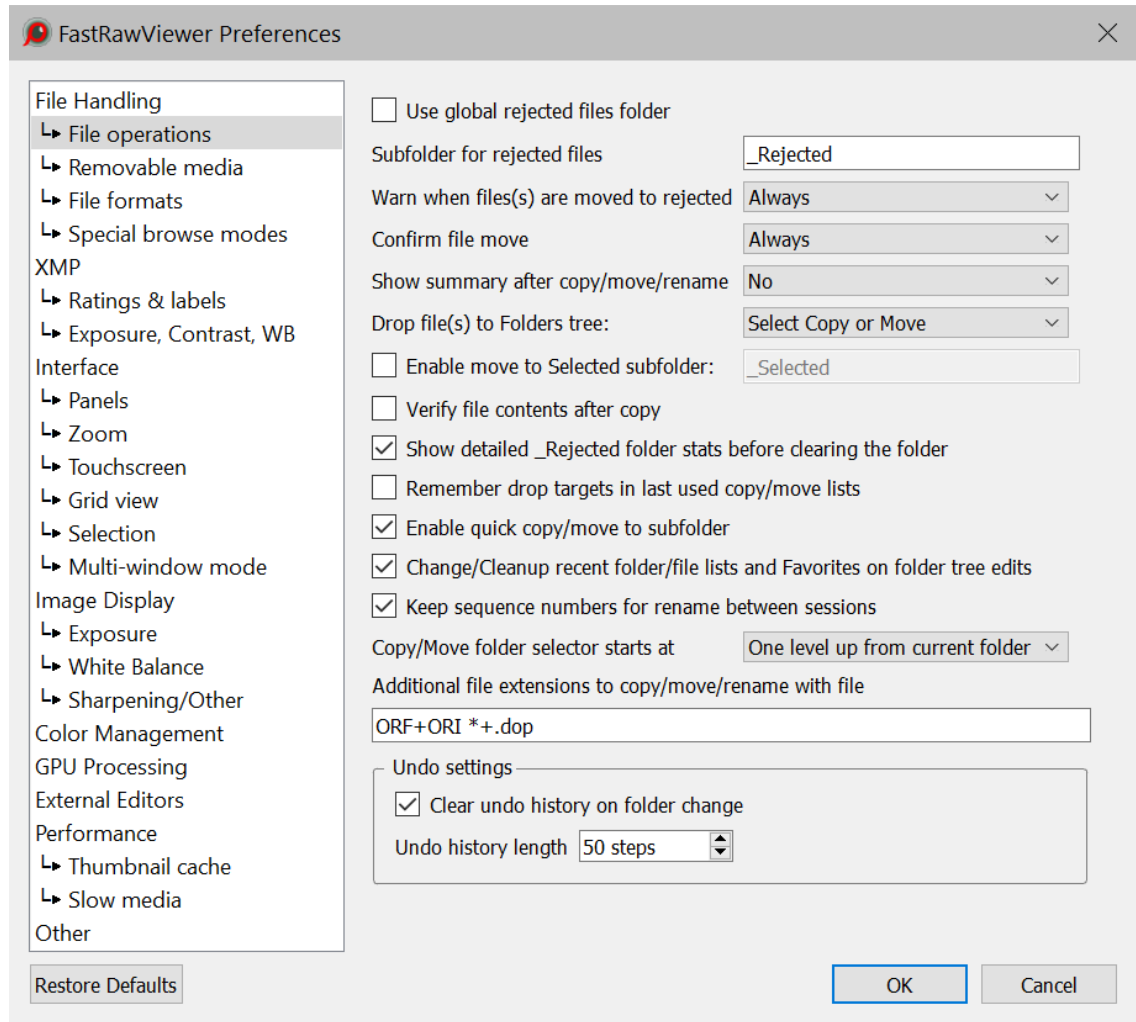 FastRawViewer Preferences
File Handling
File operations
Removable media
File formats
Special browse modes
XMP
Ratings & labels
Exposure, Contrast, WB
Interface
Panels
Zoom
Touchscreen
Grid view
Selection
Multi-window mode
Image Display
Exposure
White Balance
Sharpening/Other
Color Management
GPU Processing
External Editors
Performance
Thumbnail cache
Slow media
Other
Use global rejected files folder
Subfolder for rejected files _Rejected
Warn when files(s) are moved to rejected Always
Confirm file move Always
Show summary after copy/move/rename No
Drop file(s) to Folders tree: Select Copy or Move
Enable move to Selected subfolder: _Selected
Verify file contents after copy
Show detailed _Rejected folder stats before clearing the folder
Remember drop targets in last used copy/move lists
Enable quick copy/move to subfolder
Change/Cleanup recent folder/file lists and Favorites on folder tree edits
Keep sequence numbers for rename between sessions
Copy/Move folder selector starts at One level up from current folder
Additional file extensions to copy/move/rename with file
ORF+ORI *+.dop
Undo settings
Clear undo history on folder change
Undo history length 50 steps
Restore Defaults OK Cancel